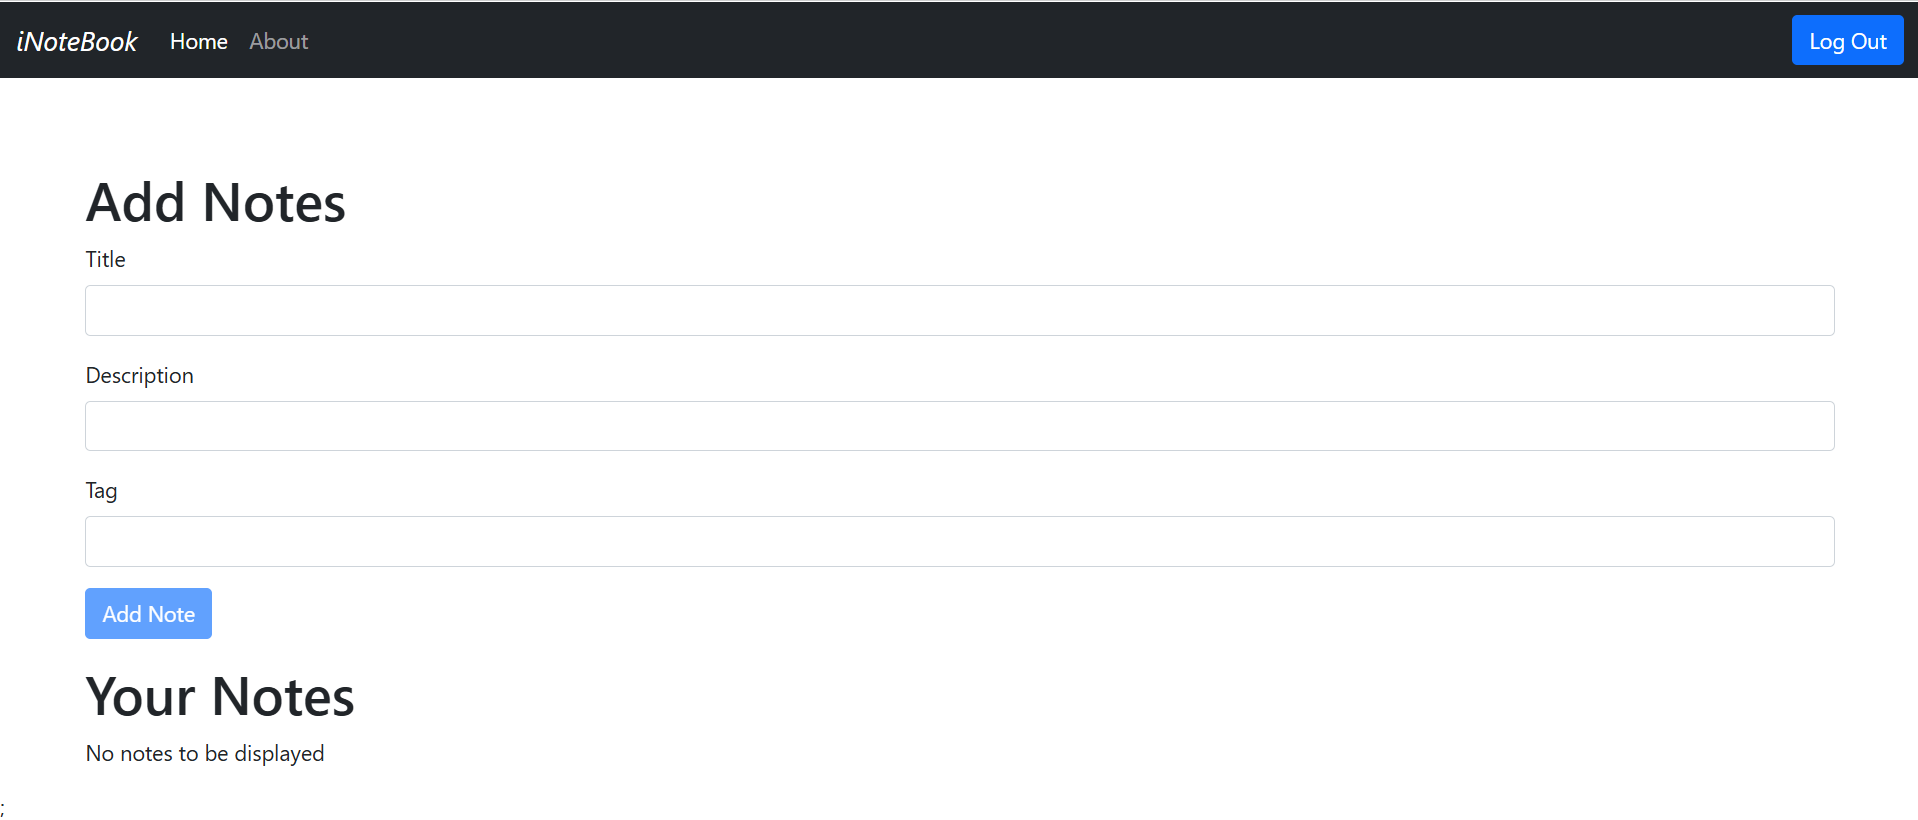 iNoteBook Home About Log Out
Add Notes
Title
Description
Tag
Add Note
Your Notes
No notes to be displayed
;